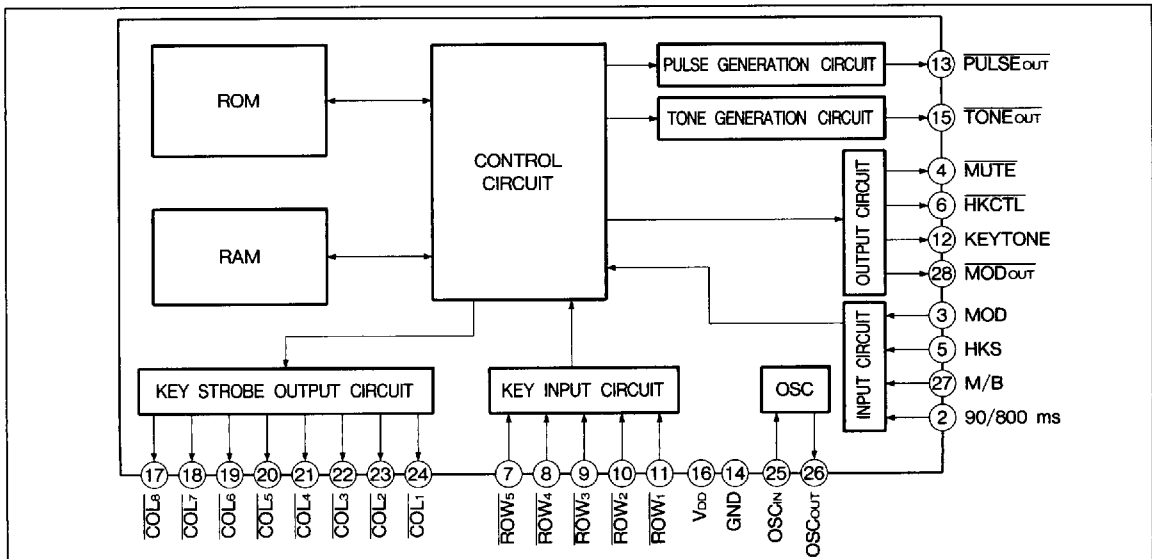 ROM
RAM
CONTROL
CIRCUIT
PULSE GENERATION CIRCUIT
TONE GENERATION CIRCUIT
OUTPUT CIRCUIT
INPUT CIRCUIT
KEY STROBE OUTPUT CIRCUIT
KEY INPUT CIRCUIT
OSC
13 PULSEOUT
15 TONEOUT
4 MUTE
6 HKCTL
12 KEYTONE
28 MODOUT
3 MOD
5 HKS
27 M/B
2 90/800 ms
17 COL8
18 COL7
19 COL6
20 COL5
21 COL4
22 COL3
23 COL2
24 COL1
7 ROW5
8 ROW4
9 ROW3
10 ROW2
11 ROW1
16 VDD
14 GND
25 OSCIN
26 OSCOUT